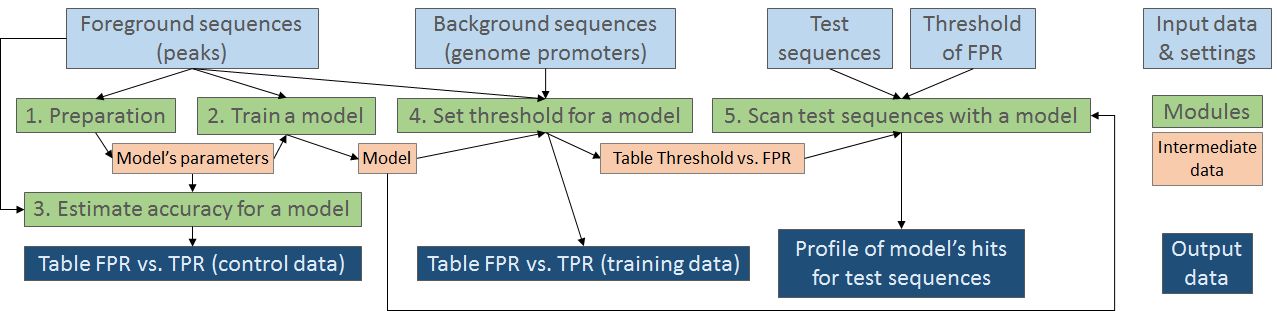 Foreground sequences
(peaks)
Background sequences
(genome promoters)
Test
sequences
Threshold
of FPR
Input data
& settings
1. Preparation
2. Train a model
4. Set threshold for a model
5. Scan test sequences with a model
Modules
Model's parameters
Model
Table Threshold vs. FPR
Intermediate
data
3. Estimate accuracy for a model
Table FPR vs. TPR (control data)
Table FPR vs. TPR (training data)
Profile of model's hits
for test sequences
Output
data